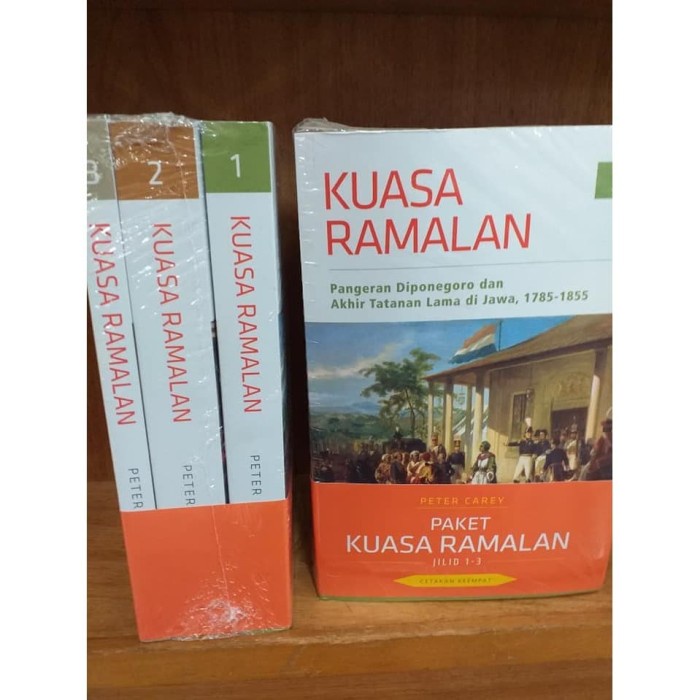 3
KUASA RAMALAN
PETER
2
KUASA RAMALAN
PETER
1
KUASA RAMALAN
PETER
KUASA
RAMALAN
Pangeran Diponegoro dan
Akhir Tatanan Lama di Jawa, 1785-1855
PETER CAREY
PAKET
KUASA RAMALAN
JILID 1-3
CETAKAN KEEMPAT